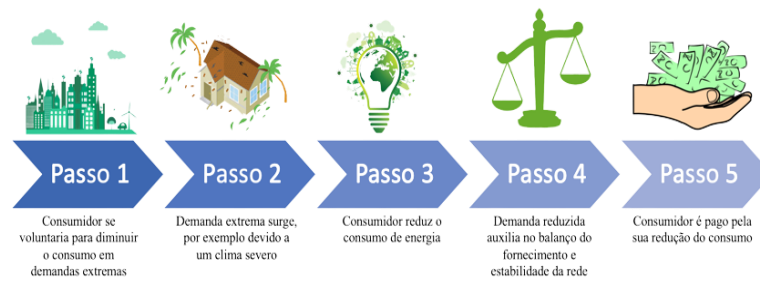 Passo 1
Consumidor se
voluntaria para diminuir
o consumo em
demandas extremas
Passo 2
Demanda extrema surge,
por exemplo devido a
um clima severo
Passo 3
Consumidor reduz o
consumo de energia
Passo 4
Demanda reduzida
auxilia no balanço do
fornecimento e
estabilidade da rede
Passo 5
Consumidor é pago pela
sua redução do consumo